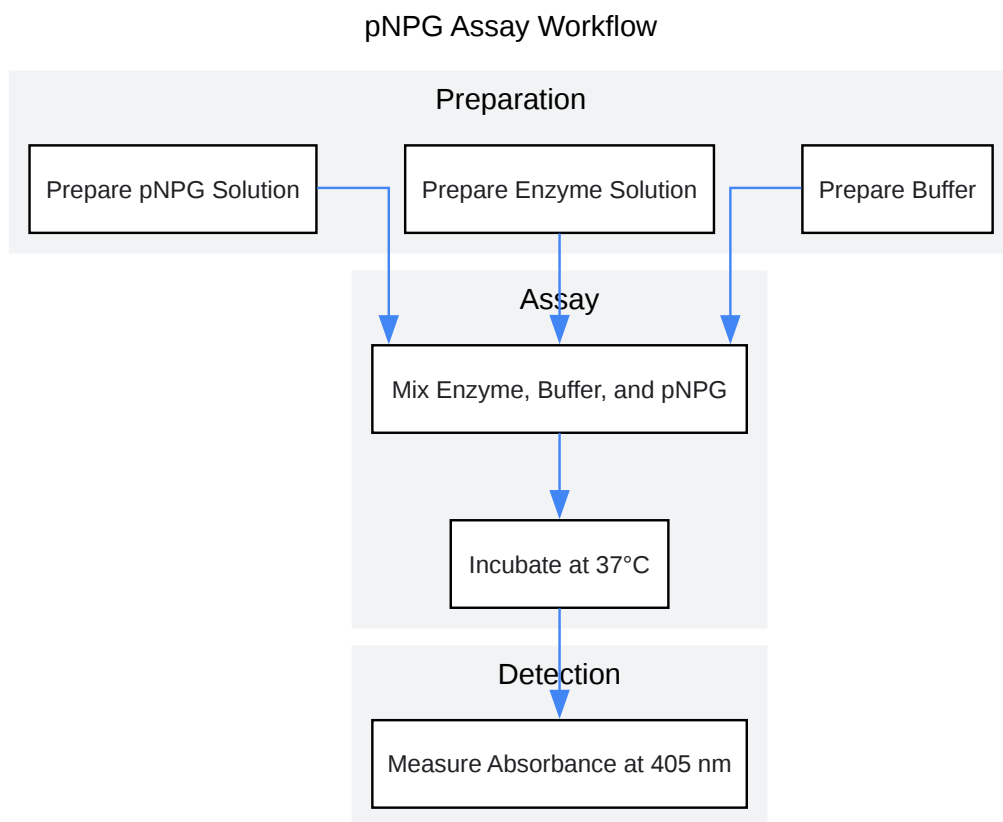 pNPG Assay Workflow
Preparation
Prepare pNPG Solution
Prepare Enzyme Solution
Prepare Buffer
Assay
Mix Enzyme, Buffer, and pNPG
Incubate at 37°C
Detection
Measure Absorbance at 405 nm